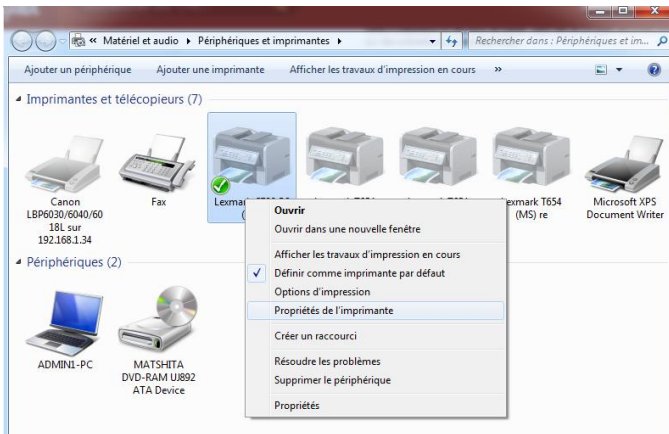 « Matériel et audio ▸ Périphériques et imprimantes ▸
Rechercher dans : Périphériques et im...
Ajouter un périphérique Ajouter une imprimante Afficher les travaux d'impression en cours »
Imprimantes et télécopieurs (7)
Canon
LBP6030/6040/60
18L sur
192.168.1.34
Fax
Lexmark T654
(MS) re
Microsoft XPS
Document Writer
Ouvrir
Ouvrir dans une nouvelle fenêtre
Afficher les travaux d'impression en cours
Définir comme imprimante par défaut
Options d'impression
Propriétés de l'imprimante
Créer un raccourci
Résoudre les problèmes
Supprimer le périphérique
Propriétés
Périphériques (2)
ADMIN1-PC
MATSHITA
DVD-RAM UJ892
ATA Device